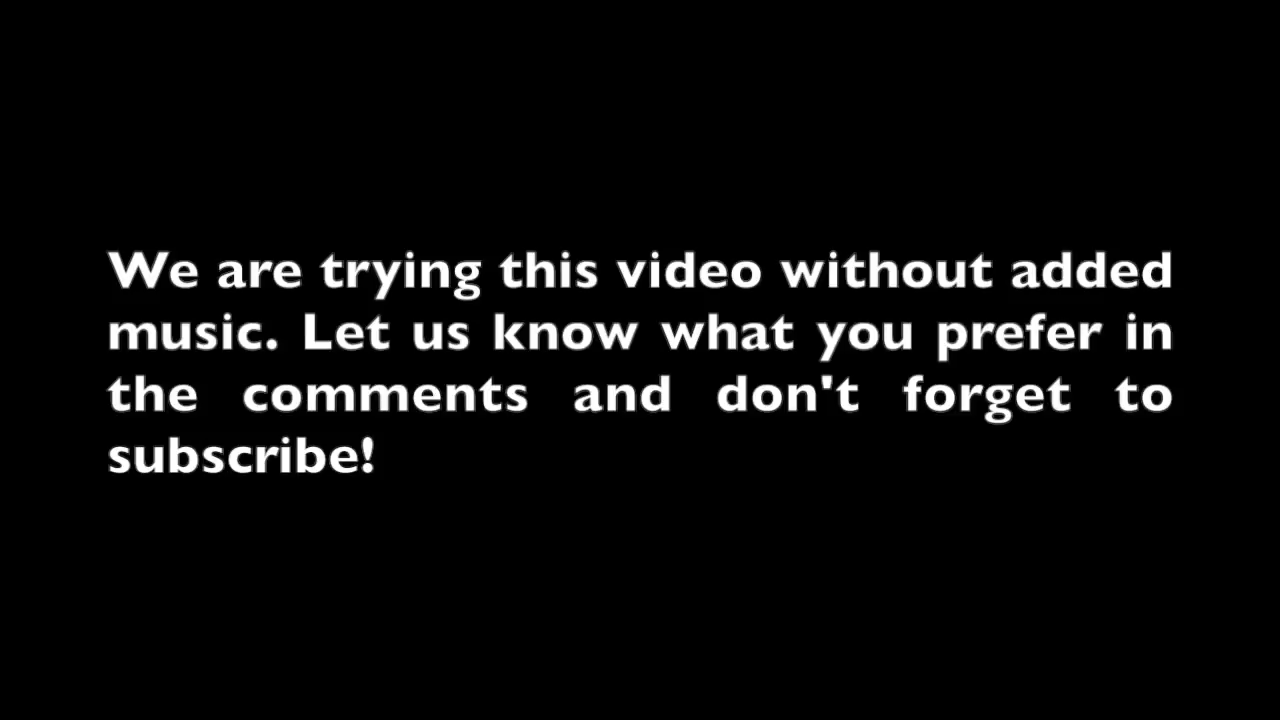 We are trying this video without added
music. Let us know what you prefer in
the comments and don't forget to
subscribe!